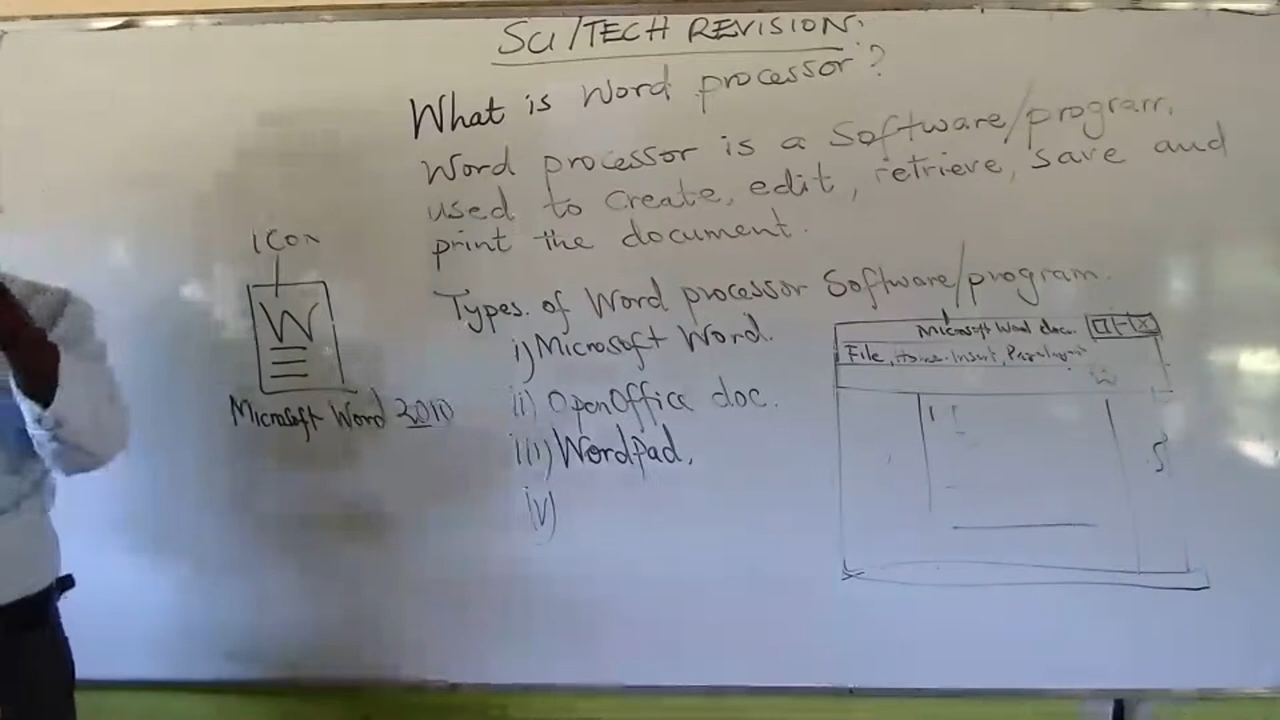 SCI/TECH REVISION.
What is Word processor?
Word processor is a Software/program,
used to create, edit, retrieve, save and
print the document.
Icon
W
Microsoft Word 2010
Types. of Word processor Software/program.
i) Microsoft Word.
ii) OpenOffice doc.
iii) WordPad,
iv)
Microsoft Word doc.
File, Home, Insert,